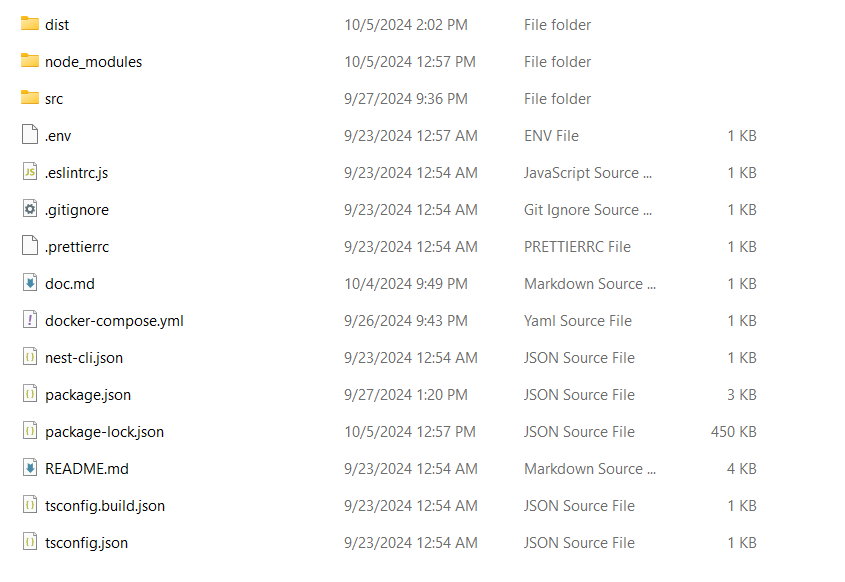 dist 10/5/2024 2:02 PM File folder
node_modules 10/5/2024 12:57 PM File folder
src 9/27/2024 9:36 PM File folder
.env 9/23/2024 12:57 AM ENV File 1 KB
JS .eslintrc.js 9/23/2024 12:54 AM JavaScript Source ... 1 KB
.gitignore 9/23/2024 12:54 AM Git Ignore Source ... 1 KB
.prettierrc 9/23/2024 12:54 AM PRETTIERRC File 1 KB
doc.md 10/4/2024 9:49 PM Markdown Source ... 1 KB
! docker-compose.yml 9/26/2024 9:43 PM Yaml Source File 1 KB
nest-cli.json 9/23/2024 12:54 AM JSON Source File 1 KB
package.json 9/27/2024 1:20 PM JSON Source File 3 KB
package-lock.json 10/5/2024 12:57 PM JSON Source File 450 KB
README.md 9/23/2024 12:54 AM Markdown Source ... 4 KB
tsconfig.build.json 9/23/2024 12:54 AM JSON Source File 1 KB
tsconfig.json 9/23/2024 12:54 AM JSON Source File 1 KB